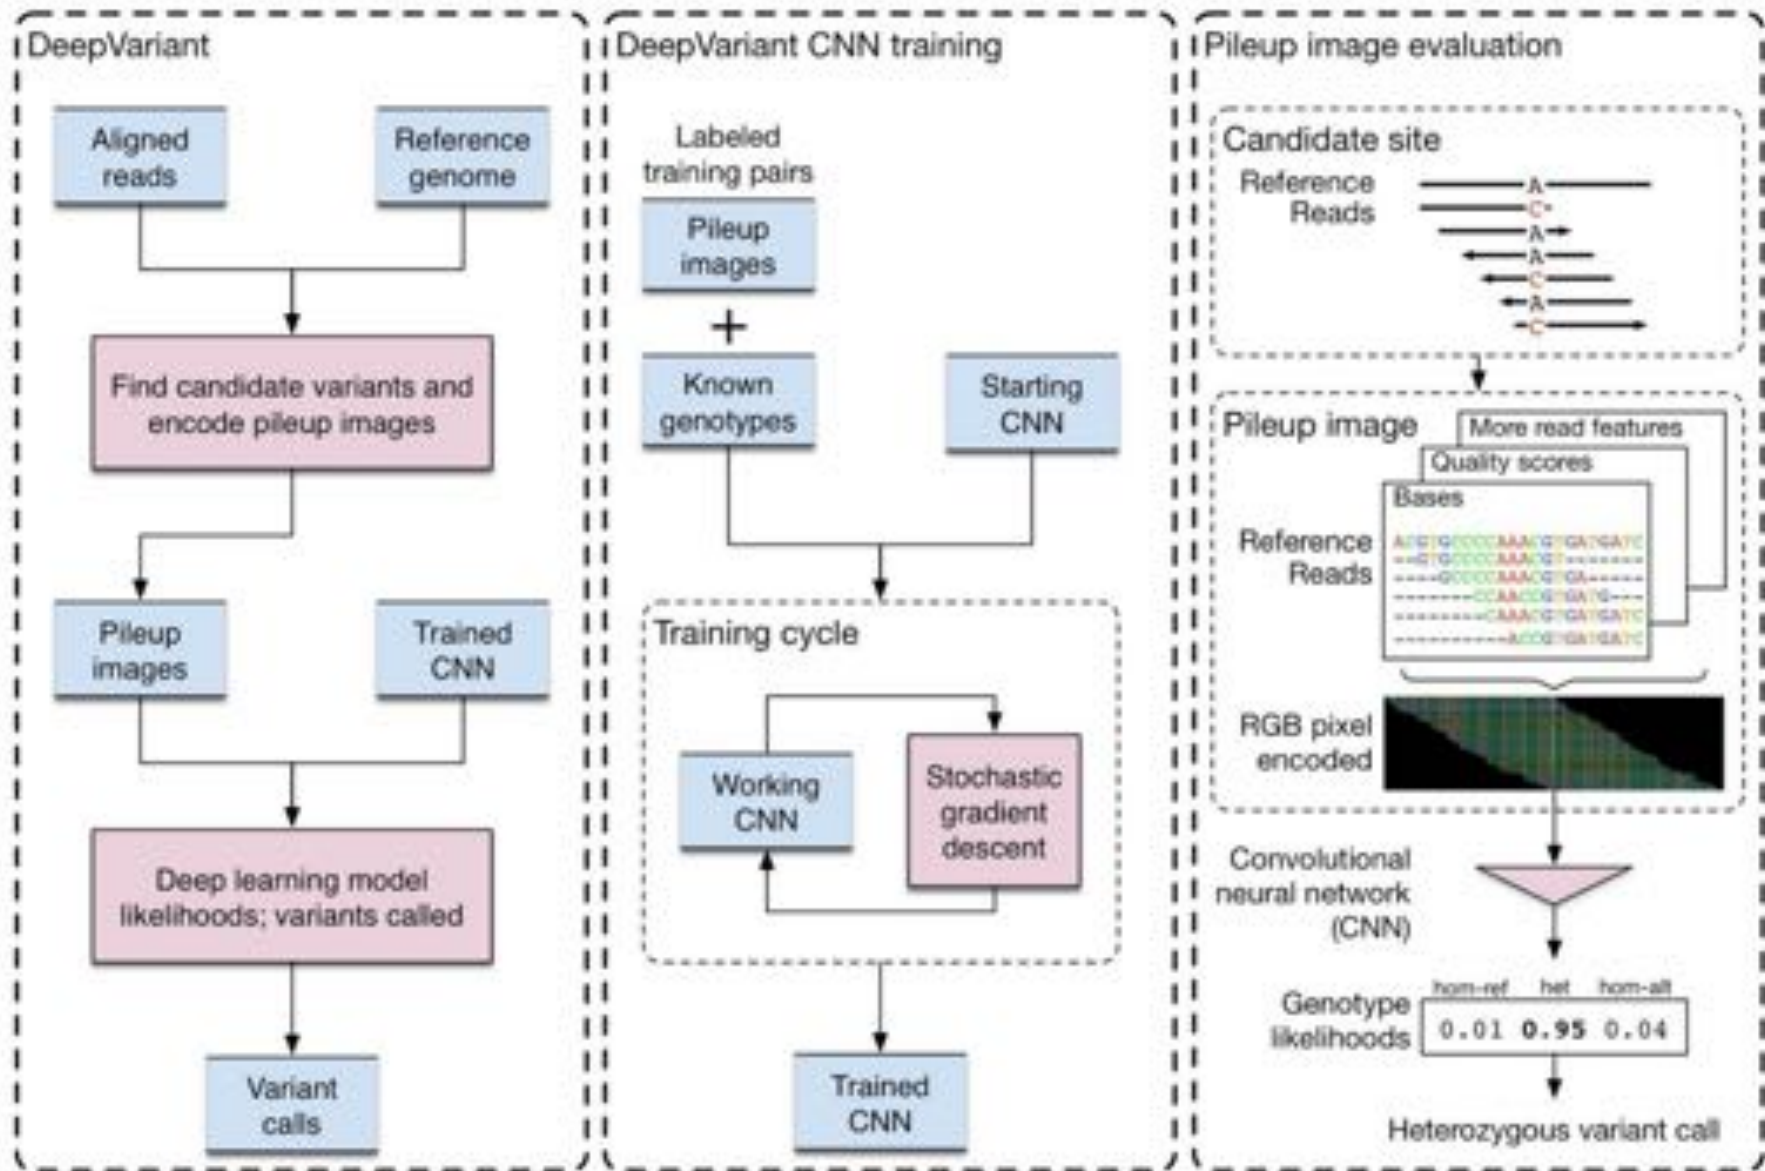 DeepVariant
Aligned
reads
Reference
genome
Find candidate variants and
encode pileup images
Pileup
images
Trained
CNN
Deep learning model
likelihoods; variants called
Variant
calls
DeepVariant CNN training
Labeled
training pairs
Pileup
images
+
Known
genotypes
Starting
CNN
Training cycle
Working
CNN
Stochastic
gradient
descent
Trained
CNN
Pileup image evaluation
Candidate site
Reference
Reads
A
C
A
A
C
A
C
Pileup image
More read features
Quality scores
Bases
Reference
Reads
RGB pixel
encoded
Convolutional
neural network
(CNN)
hom-ref het hom-alt
Genotype
likelihoods
0.01 0.95 0.04
Heterozygous variant call